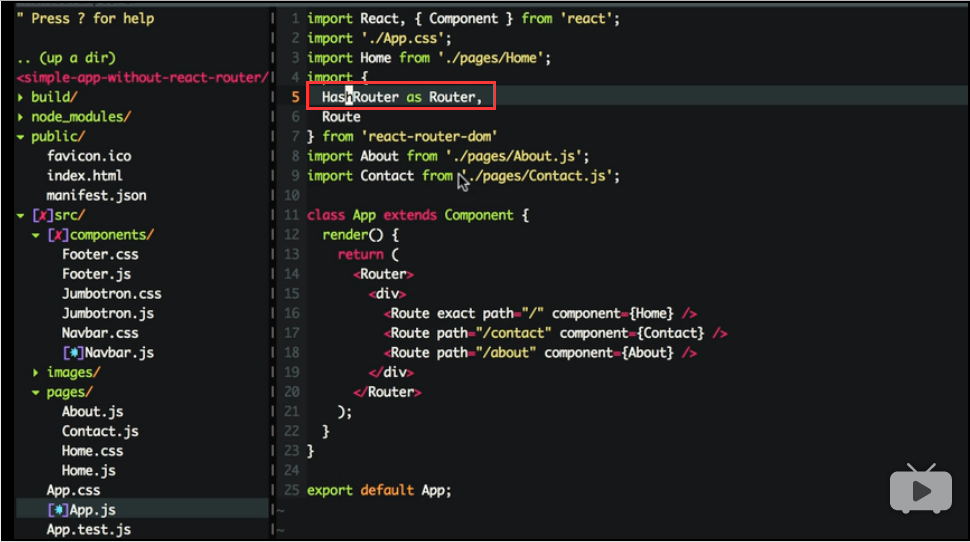 " Press ? for help
.. (up a dir)
<simple-app-without-react-router/
▸ build/
▸ node_modules/
▾ public/
favicon.ico
index.html
manifest.json
▾ [✗]src/
▾ [✗]components/
Footer.css
Footer.js
Jumbotron.css
Jumbotron.js
Navbar.css
[✹]Navbar.js
▸ images/
▾ pages/
About.js
Contact.js
Home.css
Home.js
App.css
[✹]App.js
App.test.js
1 import React, { Component } from 'react';
2 import './App.css';
3 import Home from './pages/Home';
4 import {
5 HashRouter as Router,
6 Route
7 } from 'react-router-dom'
8 import About from './pages/About.js';
9 import Contact from './pages/Contact.js';
10
11 class App extends Component {
12 render() {
13 return (
14 <Router>
15 <div>
16 <Route exact path="/" component={Home} />
17 <Route path="/contact" component={Contact} />
18 <Route path="/about" component={About} />
19 </div>
20 </Router>
21 );
22 }
23 }
24
25 export default App;
~
~